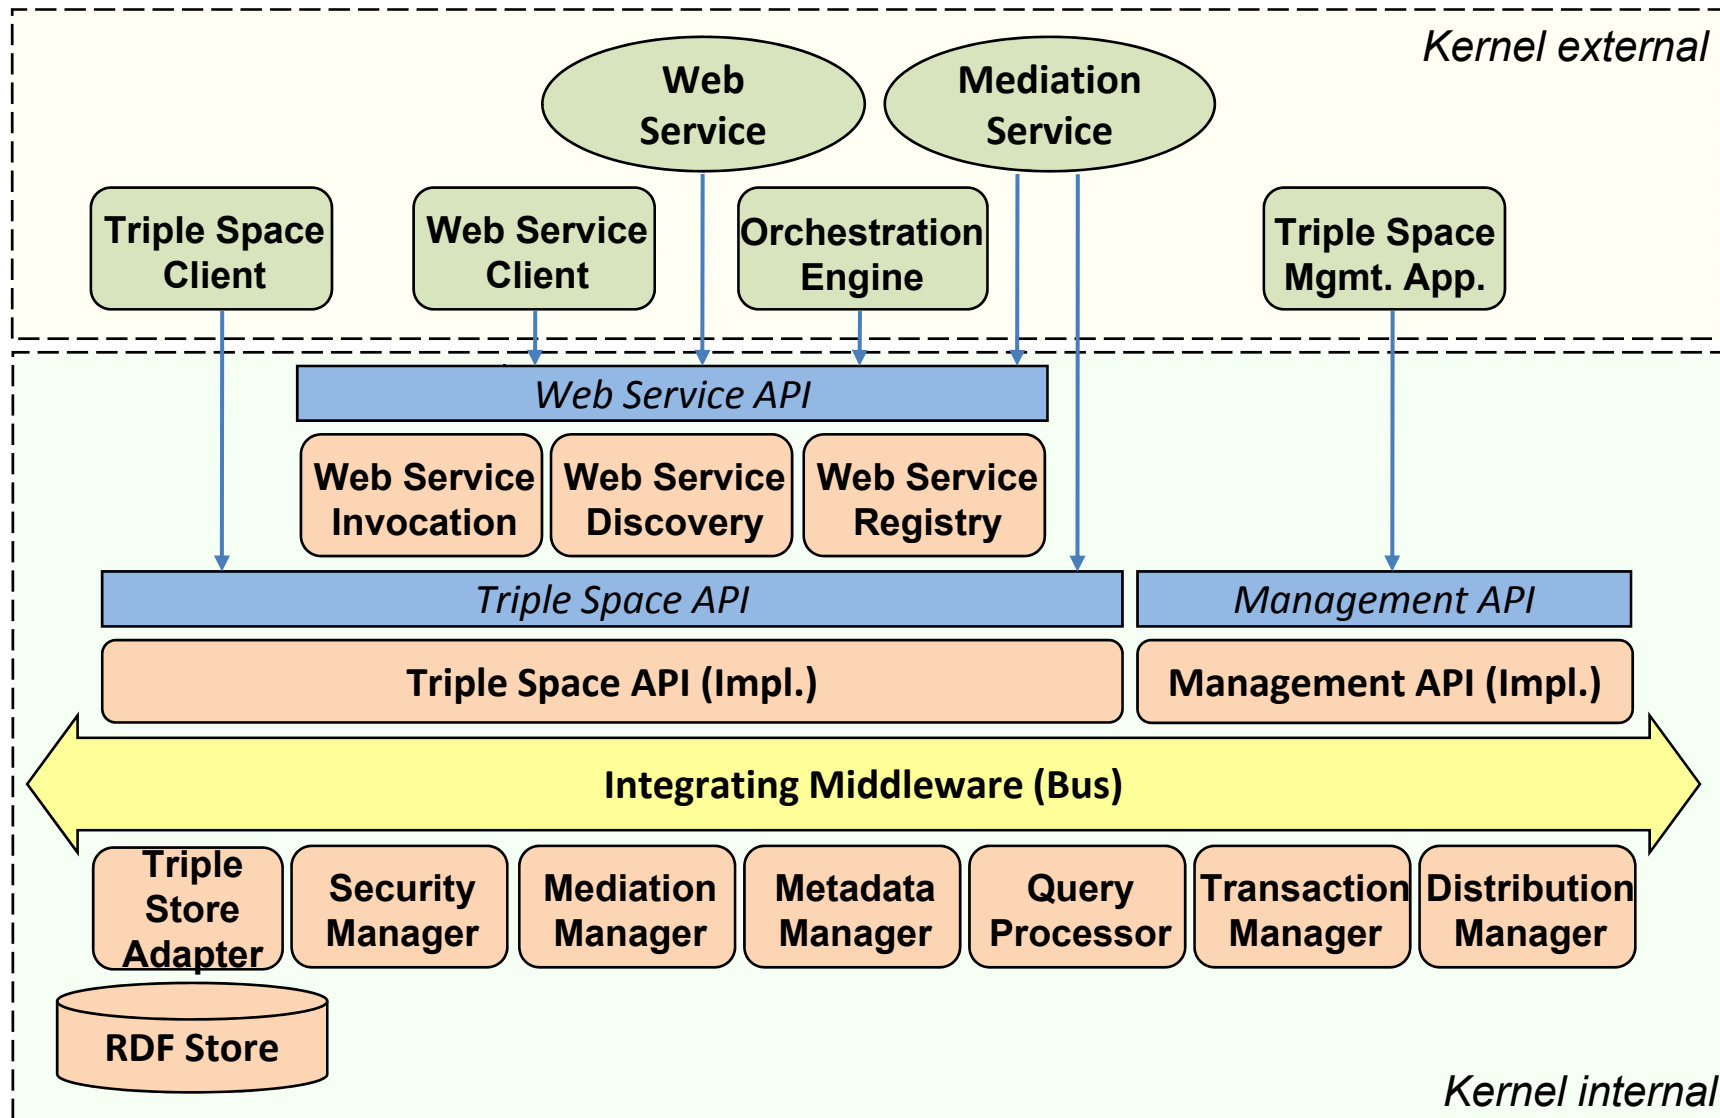 Kernel external
Web
Service
Mediation
Service
Triple Space
Client
Web Service
Client
Orchestration
Engine
Triple Space
Mgmt. App.
Web Service API
Web Service
Invocation
Web Service
Discovery
Web Service
Registry
Triple Space API
Management API
Triple Space API (Impl.)
Management API (Impl.)
Integrating Middleware (Bus)
Triple
Store
Adapter
Security
Manager
Mediation
Manager
Metadata
Manager
Query
Processor
Transaction
Manager
Distribution
Manager
RDF Store
Kernel internal